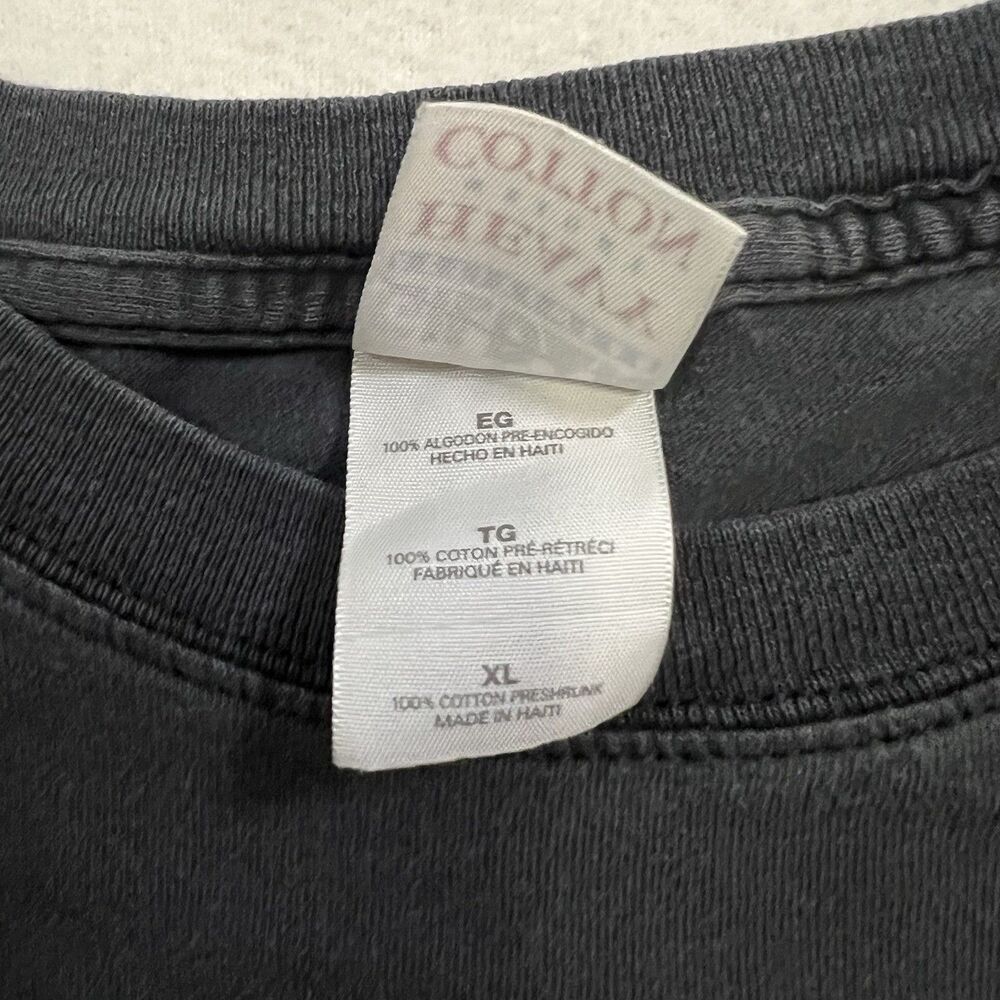 EG
100% ALGODON PRE-ENCOGIDO
HECHO EN HAITI
TG
100% COTON PRÉ-RÉTRÉCI
FABRIQUÉ EN HAITI
XL
100% COTTON PRESHRUNK
MADE IN HAITI